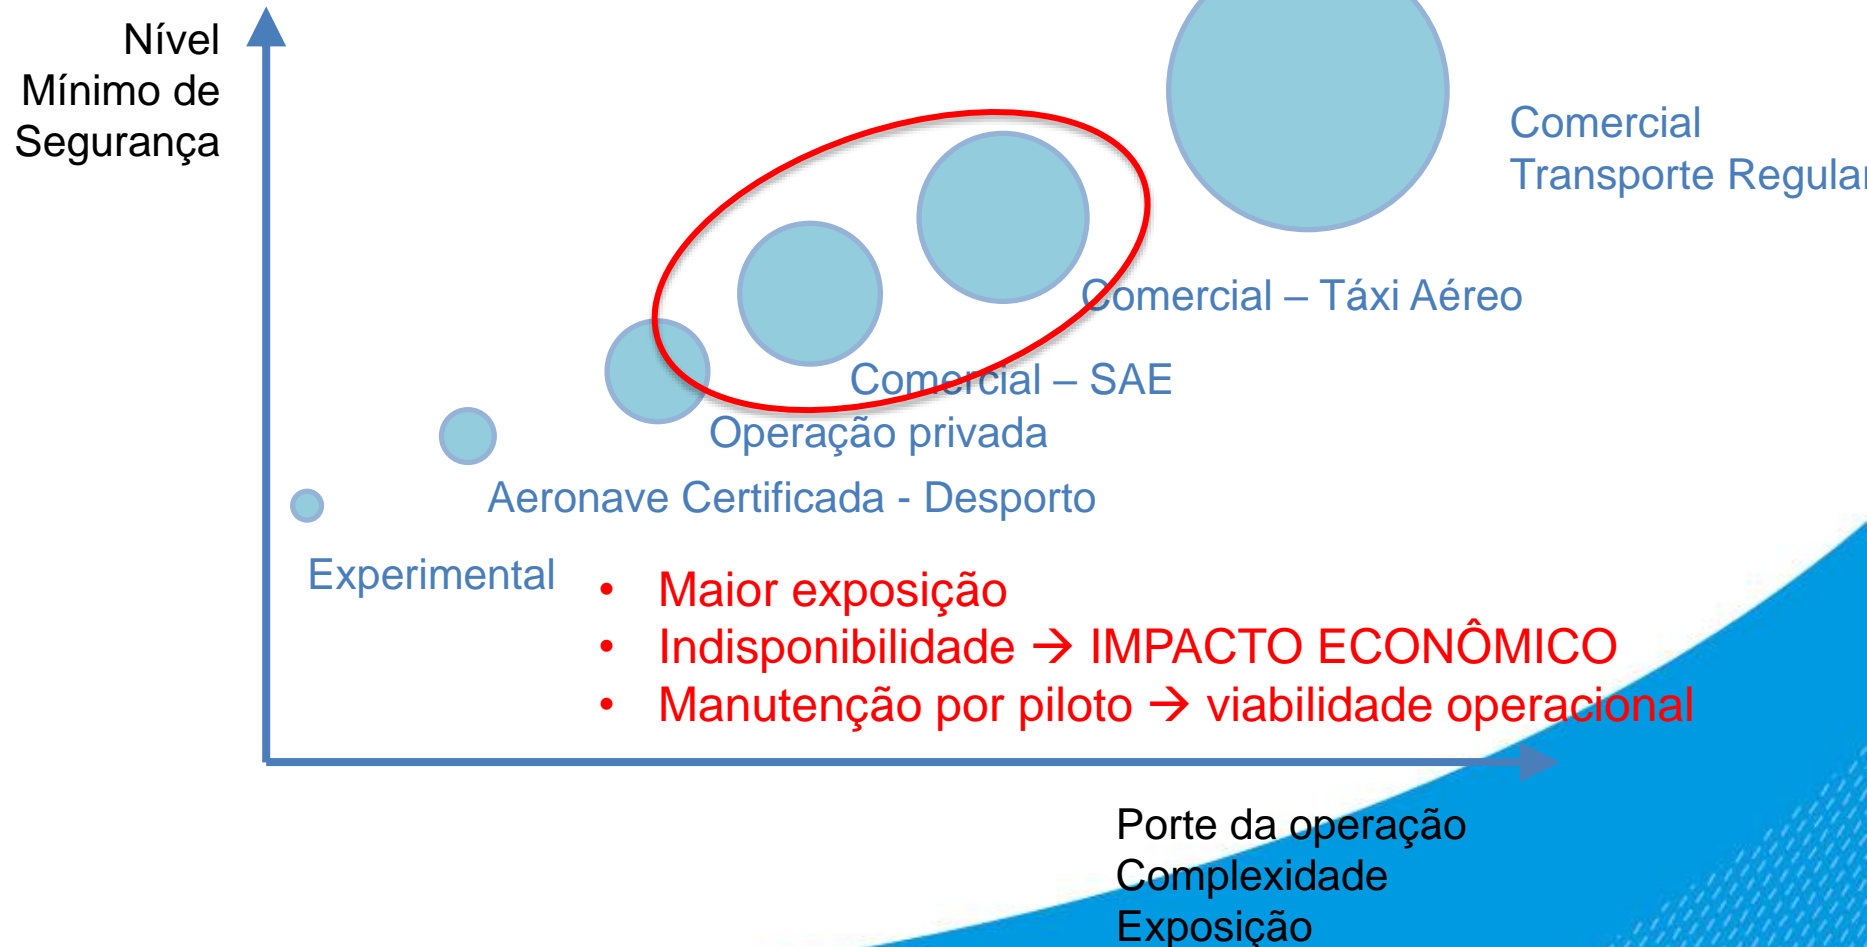 Nível
Mínimo de
Segurança
Comercial
Transporte Regular
Comercial – Táxi Aéreo
Comercial – SAE
Operação privada
Aeronave Certificada - Desporto
Experimental
• Maior exposição
• Indisponibilidade → IMPACTO ECONÔMICO
• Manutenção por piloto → viabilidade operacional
Porte da operação
Complexidade
Exposição